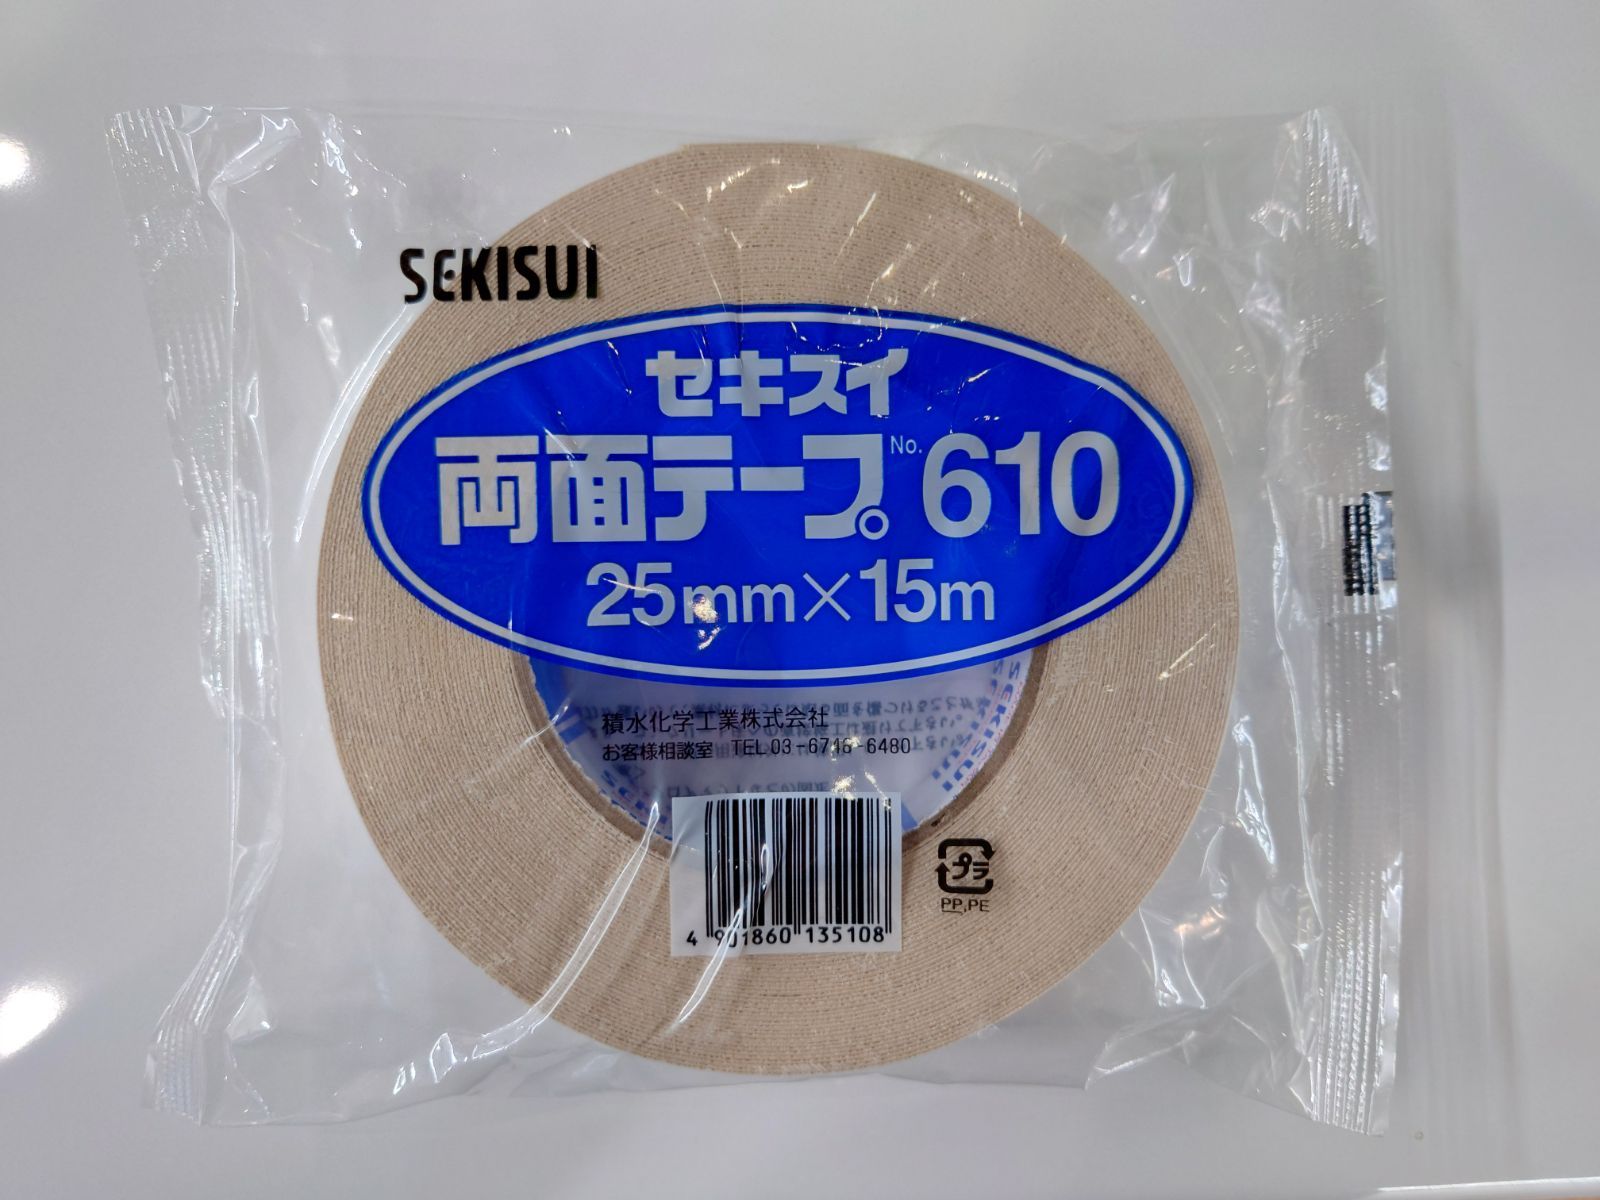 SEKISUI
セキスイ
両面テープ No. 610
25mm×15m
積水化学工業株式会社
お客様相談室 TEL 03-6748-6480
4 901860 135108
プラ
PP,PE